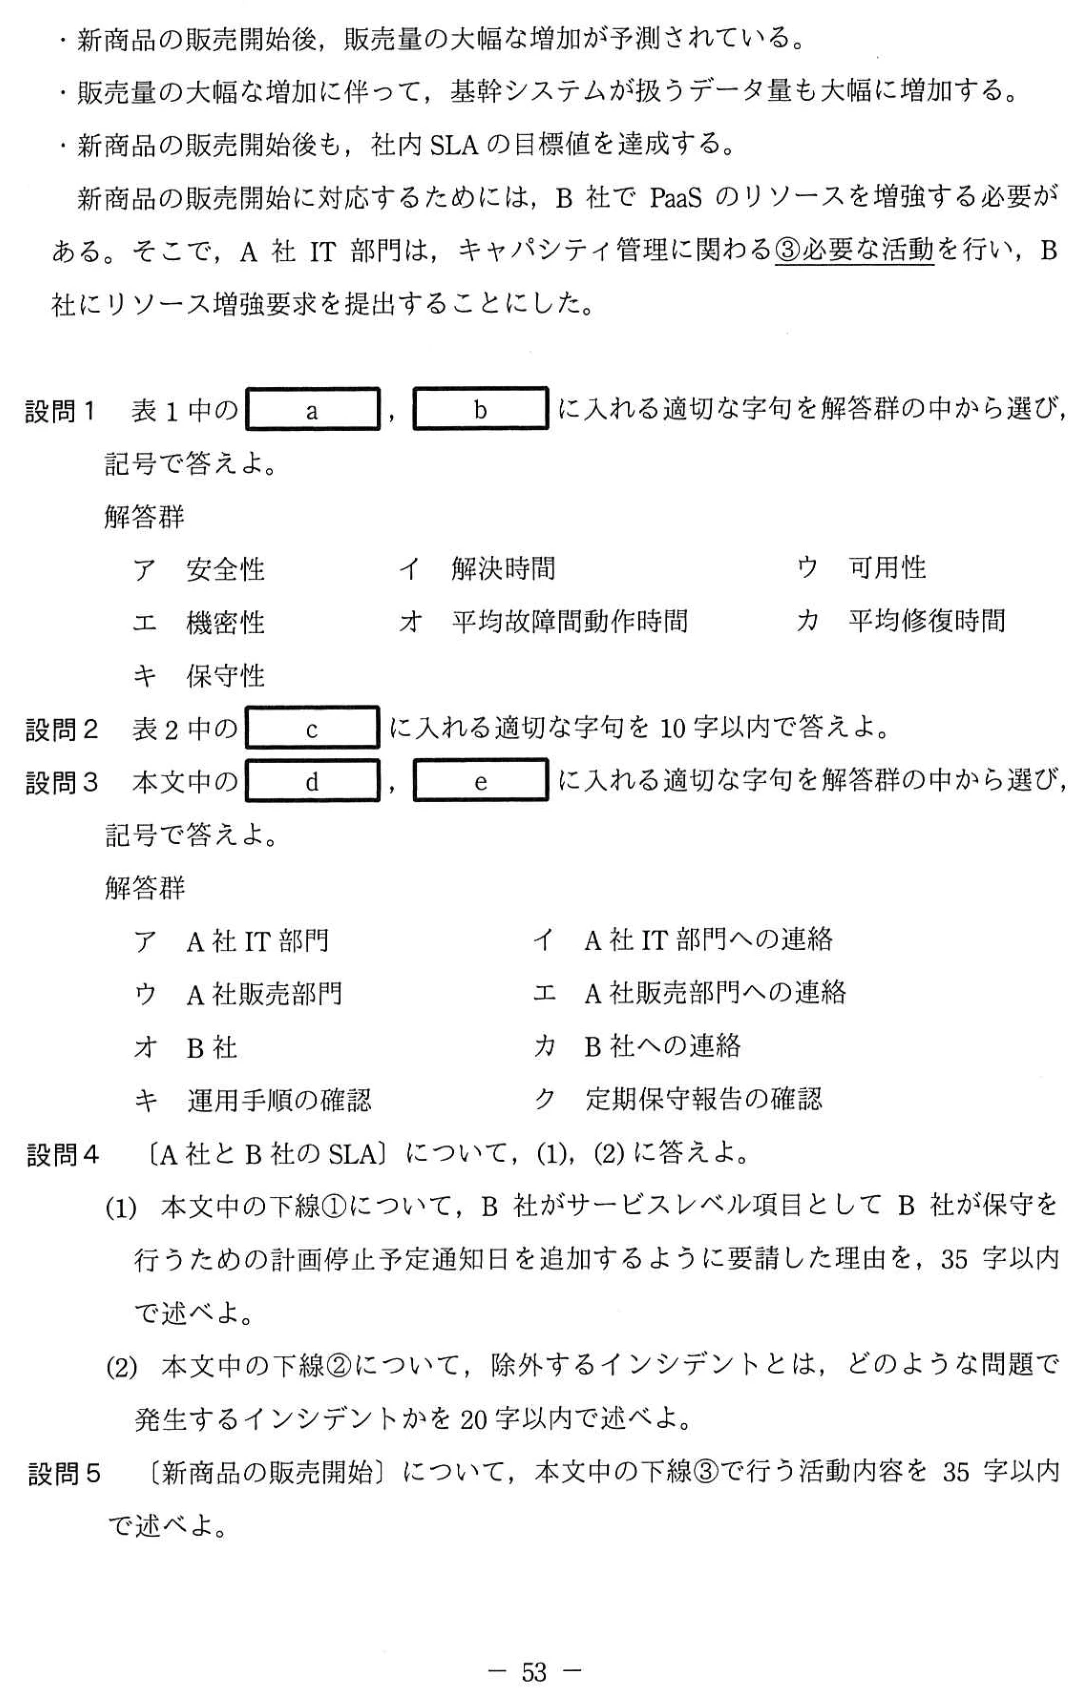 ・新商品の販売開始後，販売量の大幅な増加が予測されている。
・販売量の大幅な増加に伴って，基幹システムが扱うデータ量も大幅に増加する。
・新商品の販売開始後も，社内 SLA の目標値を達成する。
新商品の販売開始に対応するためには，B 社で PaaS のリソースを増強する必要が
ある。そこで，A 社 IT 部門は，キャパシティ管理に関わる③必要な活動を行い，B
社にリソース増強要求を提出することにした。
設問1 表 1 中の a ， b に入れる適切な字句を解答群の中から選び，
記号で答えよ。
解答群
ア 安全性 イ 解決時間 ウ 可用性
エ 機密性 オ 平均故障間動作時間 カ 平均修復時間
キ 保守性
設問2 表 2 中の c に入れる適切な字句を 10 字以内で答えよ。
設問3 本文中の d ， e に入れる適切な字句を解答群の中から選び，
記号で答えよ。
解答群
ア A 社 IT 部門 イ A 社 IT 部門への連絡
ウ A 社販売部門 エ A 社販売部門への連絡
オ B 社 カ B 社への連絡
キ 運用手順の確認 ク 定期保守報告の確認
設問4 〔A 社と B 社の SLA〕について，(1)，(2) に答えよ。
(1) 本文中の下線①について，B 社がサービスレベル項目として B 社が保守を
行うための計画停止予定通知日を追加するように要請した理由を，35 字以内
で述べよ。
(2) 本文中の下線②について，除外するインシデントとは，どのような問題で
発生するインシデントかを 20 字以内で述べよ。
設問5 〔新商品の販売開始〕について，本文中の下線③で行う活動内容を 35 字以内
で述べよ。
－ 53 －